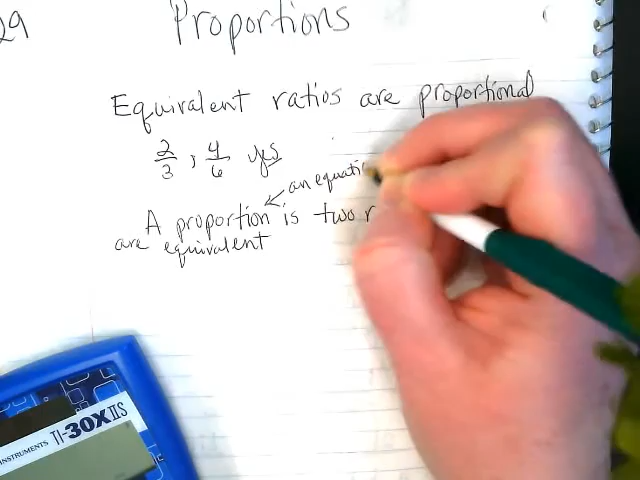 29 Proportions
Equivalent ratios are proportional
2/3 , 4/6 yes
an equati
A proportion is two r
are equivalent
INSTRUMENTS TI-30X IIS